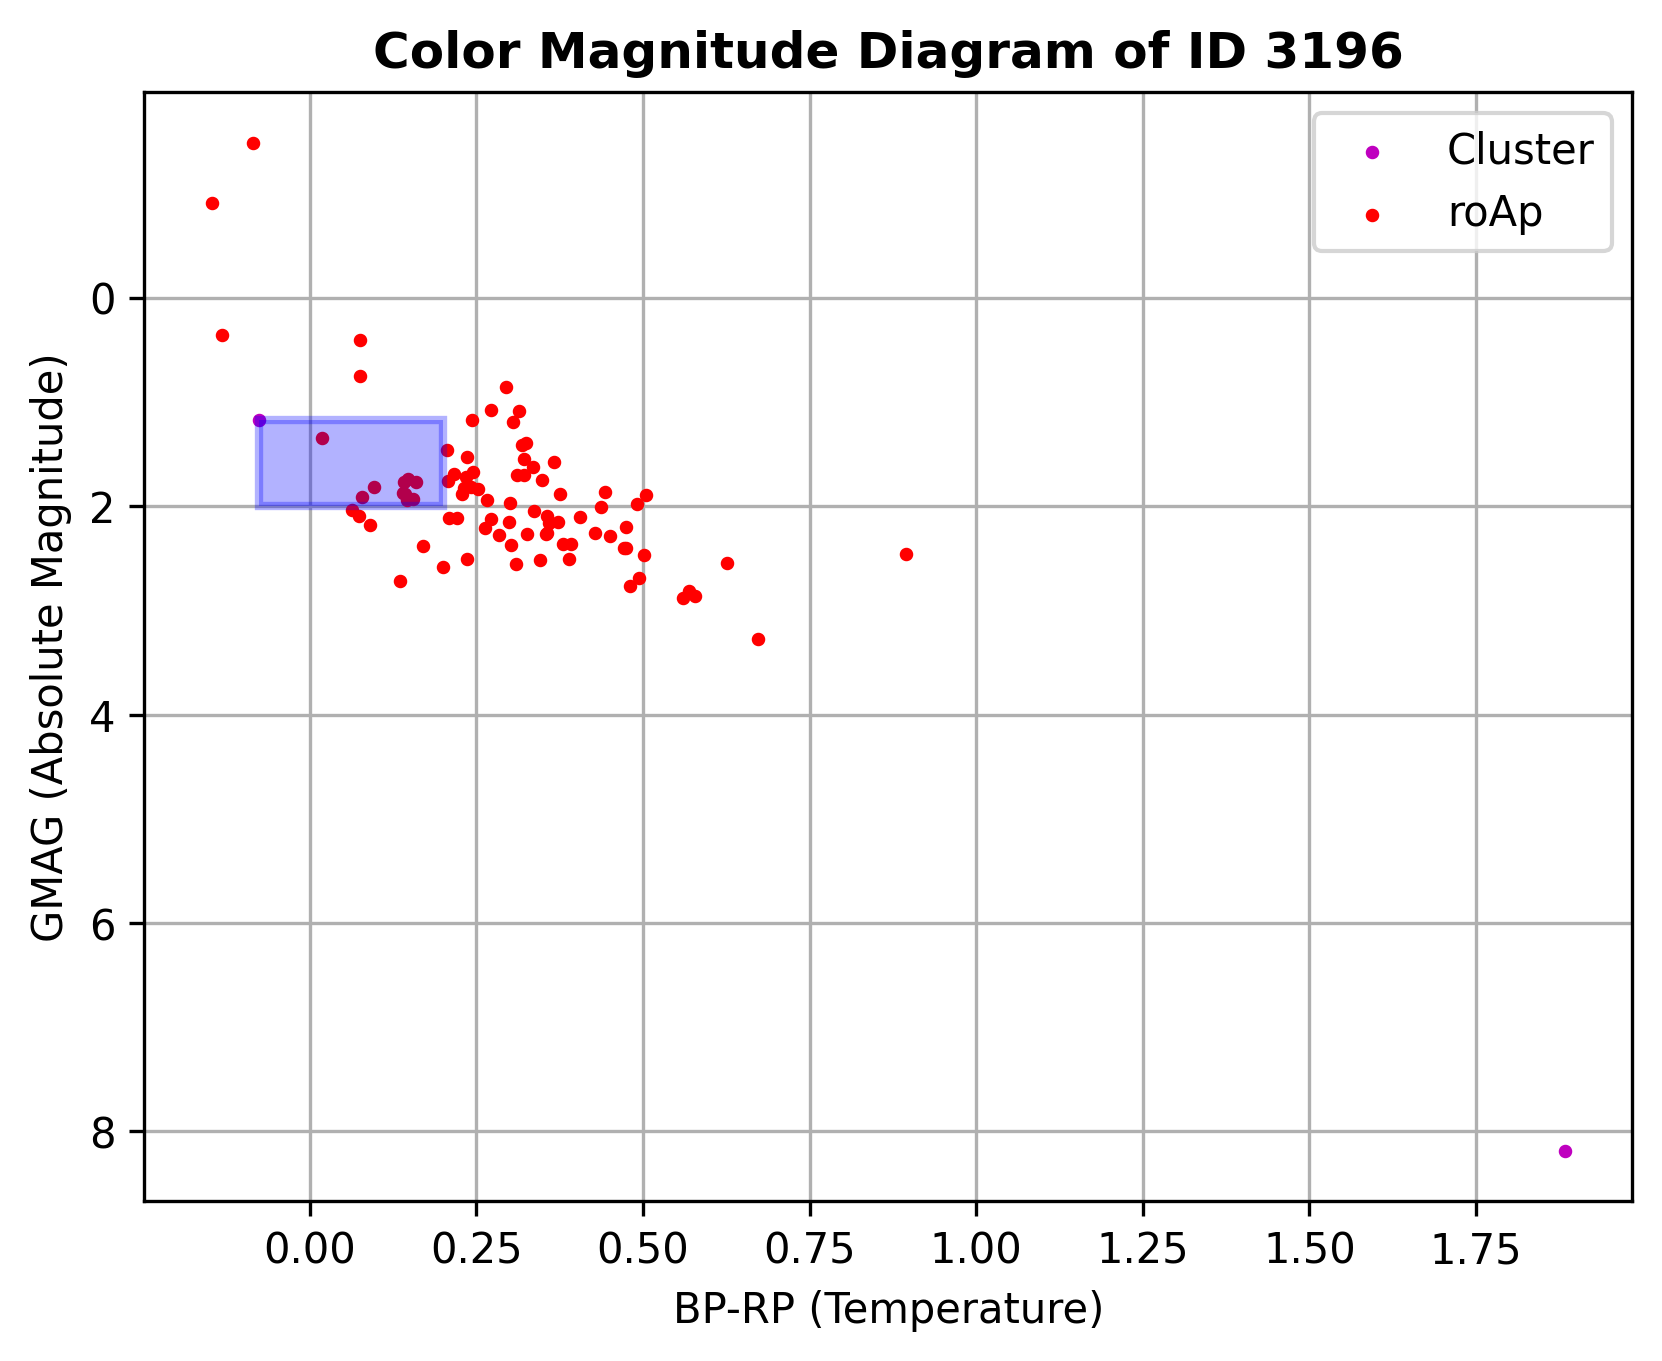 Color Magnitude Diagram of ID 3196
Cluster
roAp
GMAG (Absolute Magnitude)
0
2
4
6
8
0.00 0.25 0.50 0.75 1.00 1.25 1.50 1.75
BP-RP (Temperature)